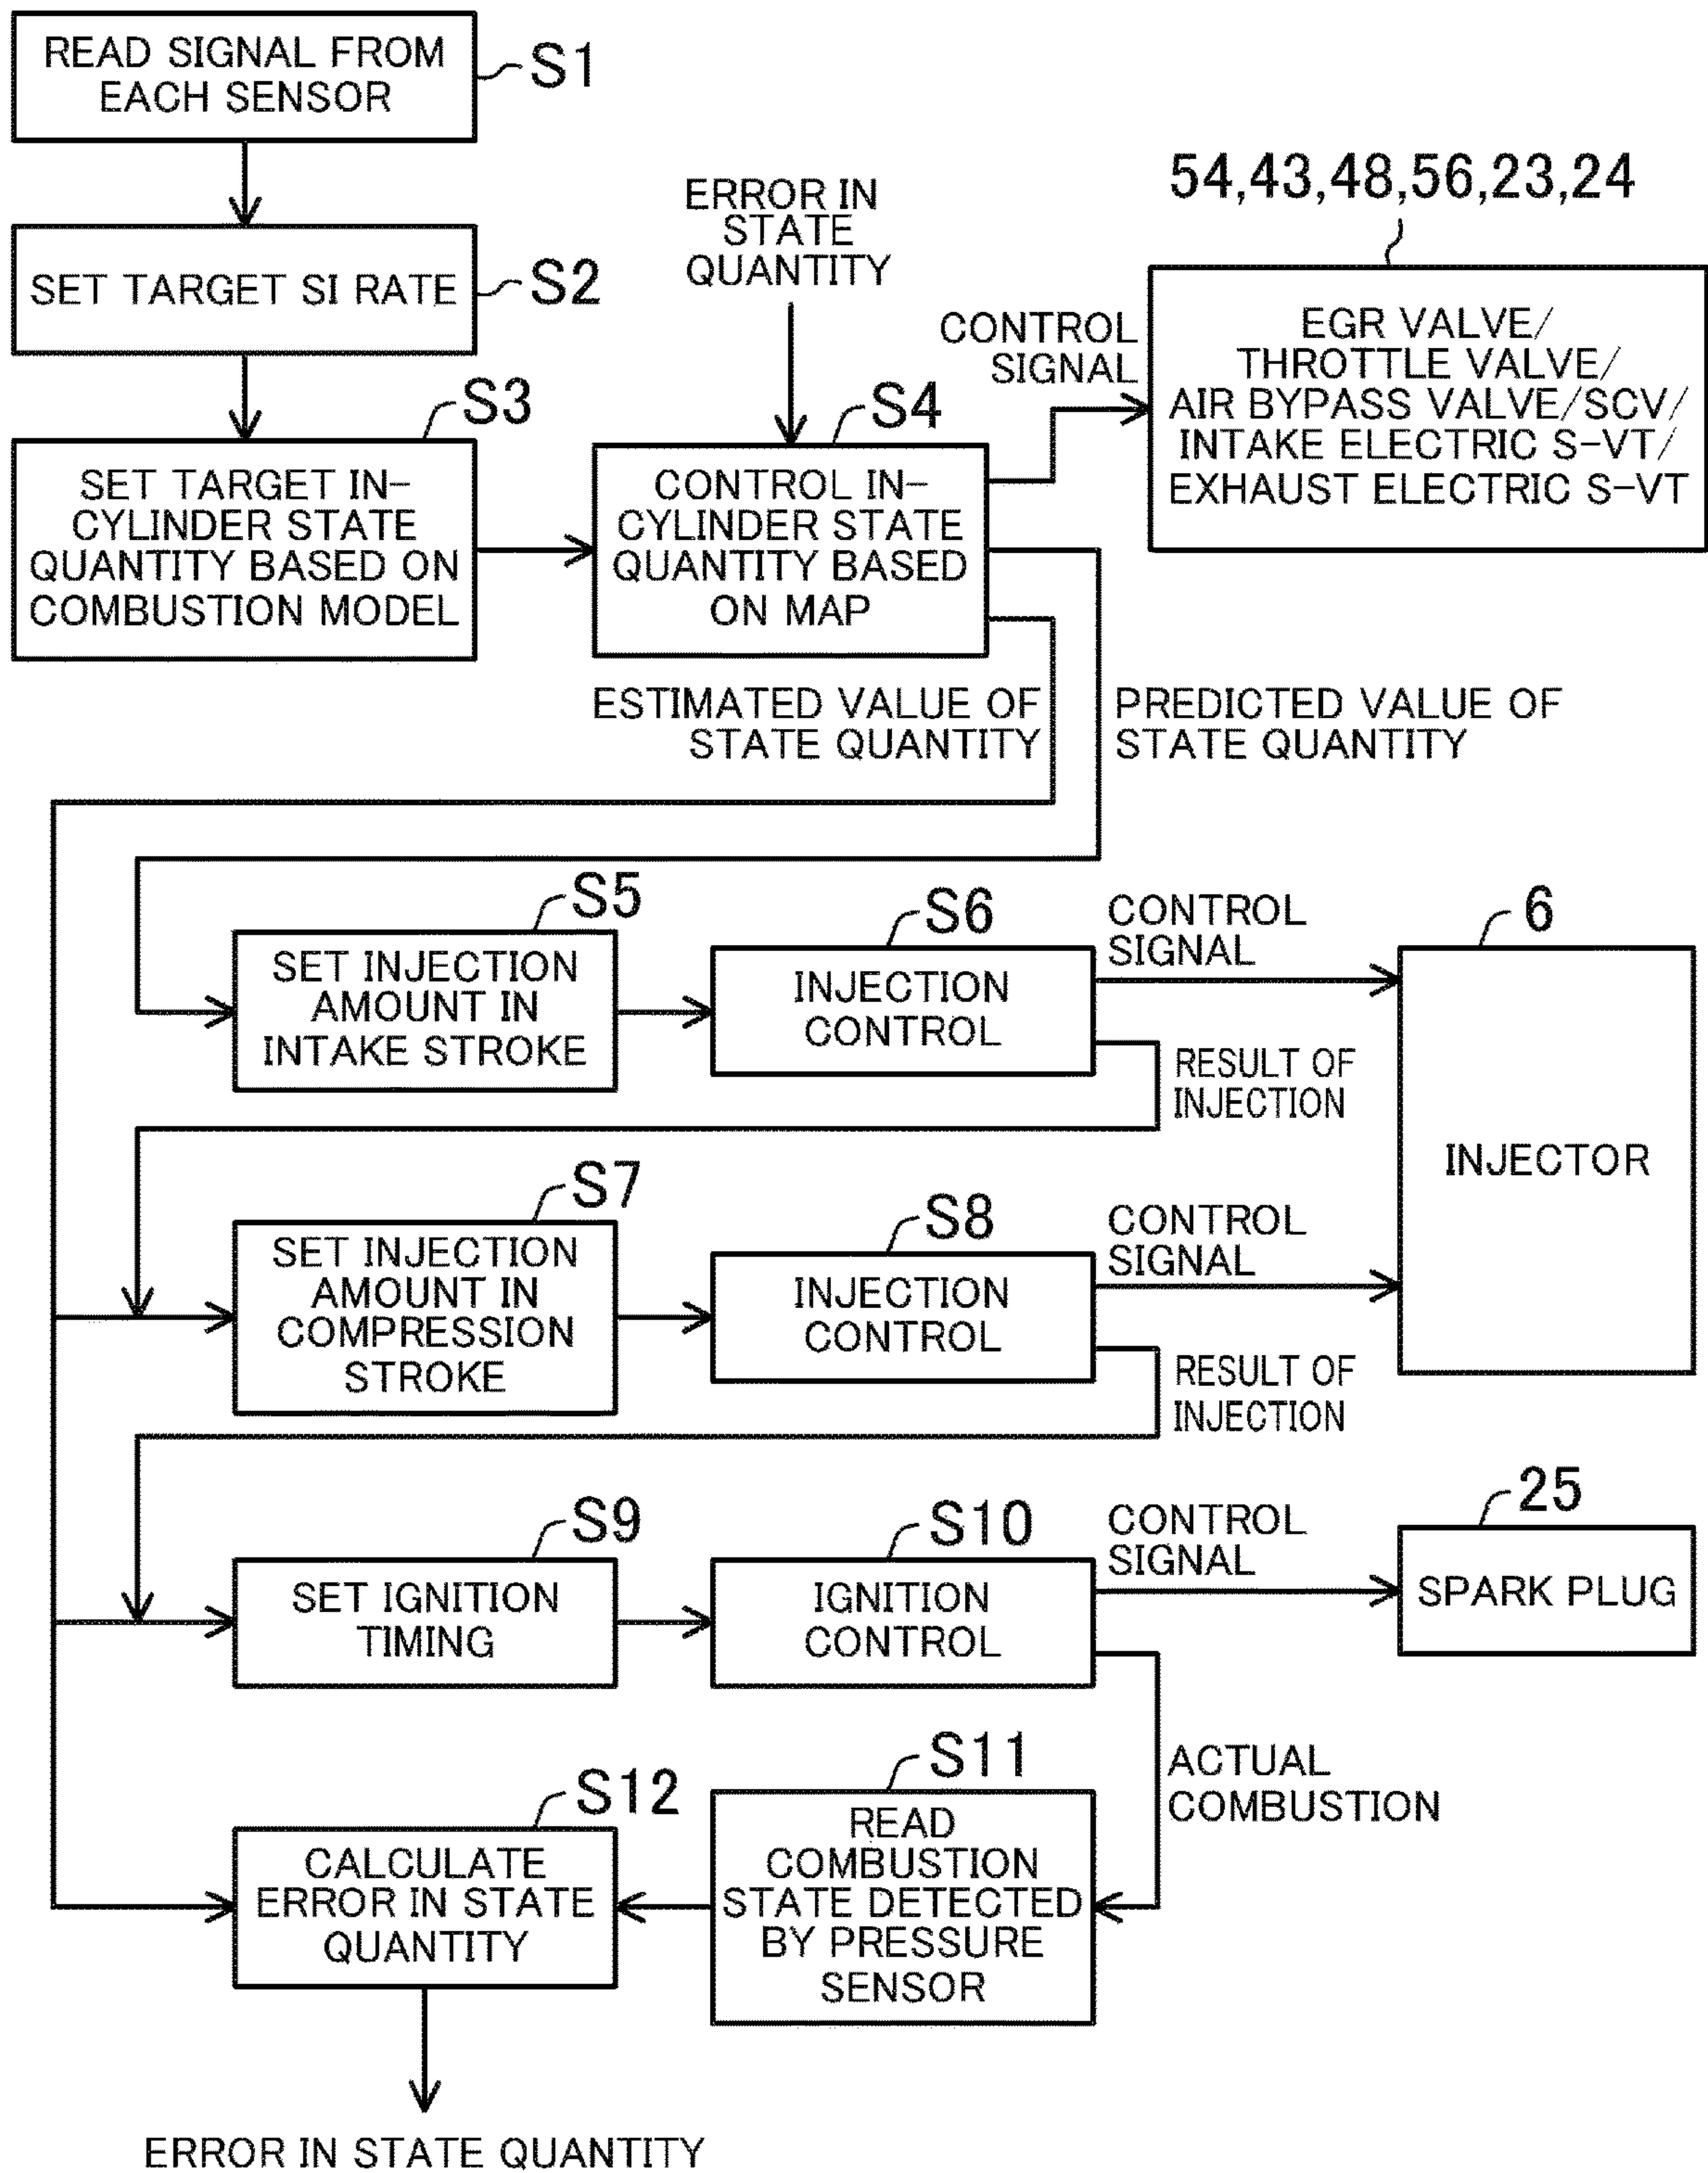 READ SIGNAL FROM
EACH SENSOR
S1
SET TARGET SI RATE
S2
S3
SET TARGET IN-
CYLINDER STATE
QUANTITY BASED ON
COMBUSTION MODEL
ERROR IN
STATE
QUANTITY
S4
CONTROL IN-
CYLINDER STATE
QUANTITY BASED
ON MAP
CONTROL
SIGNAL
54,43,48,56,23,24
EGR VALVE/
THROTTLE VALVE/
AIR BYPASS VALVE/SCV/
INTAKE ELECTRIC S-VT/
EXHAUST ELECTRIC S-VT
ESTIMATED VALUE OF
STATE QUANTITY
PREDICTED VALUE OF
STATE QUANTITY
S5
SET INJECTION
AMOUNT IN
INTAKE STROKE
S6
INJECTION
CONTROL
CONTROL
SIGNAL
RESULT OF
INJECTION
6
INJECTOR
S7
SET INJECTION
AMOUNT IN
COMPRESSION
STROKE
S8
INJECTION
CONTROL
CONTROL
SIGNAL
RESULT OF
INJECTION
S9
SET IGNITION
TIMING
S10
IGNITION
CONTROL
CONTROL
SIGNAL
25
SPARK PLUG
ACTUAL
COMBUSTION
S11
READ
COMBUSTION
STATE DETECTED
BY PRESSURE
SENSOR
S12
CALCULATE
ERROR IN STATE
QUANTITY
ERROR IN STATE QUANTITY